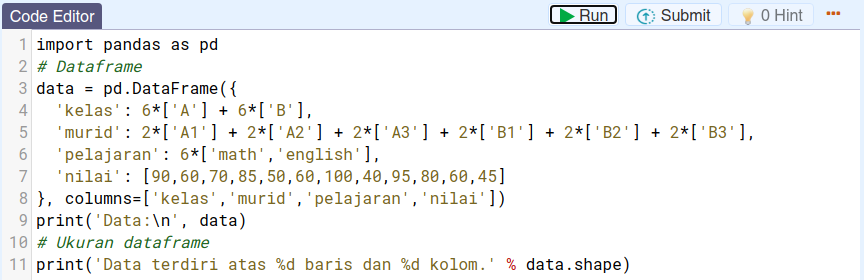 Code Editor Run Submit 0 Hint ...
1 import pandas as pd
2 # Dataframe
3 data = pd.DataFrame({
4   'kelas': 6*['A'] + 6*['B'],
5   'murid': 2*['A1'] + 2*['A2'] + 2*['A3'] + 2*['B1'] + 2*['B2'] + 2*['B3'],
6   'pelajaran': 6*['math','english'],
7   'nilai': [90,60,70,85,50,60,100,40,95,80,60,45]
8 }, columns=['kelas','murid','pelajaran','nilai'])
9 print('Data:\n', data)
10 # Ukuran dataframe
11 print('Data terdiri atas %d baris dan %d kolom.' % data.shape)